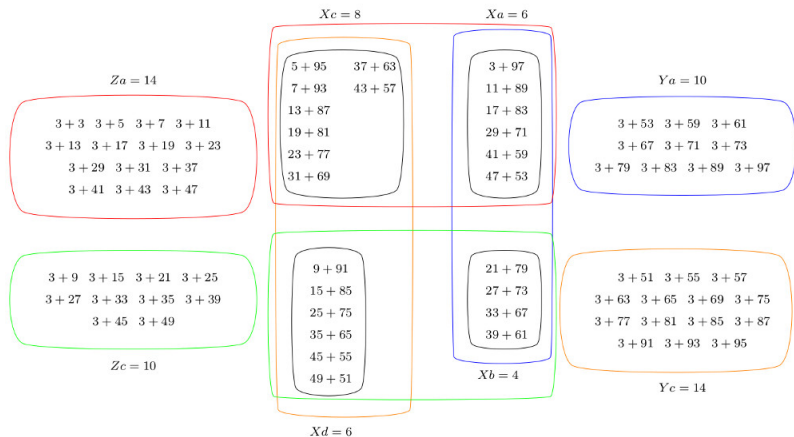 Xc = 8
Xa = 6
Za = 14
3 + 3 3 + 5 3 + 7 3 + 11
3 + 13 3 + 17 3 + 19 3 + 23
3 + 29 3 + 31 3 + 37
3 + 41 3 + 43 3 + 47
5 + 95 37 + 63
7 + 93 43 + 57
13 + 87
19 + 81
23 + 77
31 + 69
3 + 97
11 + 89
17 + 83
29 + 71
41 + 59
47 + 53
Ya = 10
3 + 53 3 + 59 3 + 61
3 + 67 3 + 71 3 + 73
3 + 79 3 + 83 3 + 89 3 + 97
3 + 9 3 + 15 3 + 21 3 + 25
3 + 27 3 + 33 3 + 35 3 + 39
3 + 45 3 + 49
Zc = 10
9 + 91
15 + 85
25 + 75
35 + 65
45 + 55
49 + 51
Xd = 6
21 + 79
27 + 73
33 + 67
39 + 61
Xb = 4
3 + 51 3 + 55 3 + 57
3 + 63 3 + 65 3 + 69 3 + 75
3 + 77 3 + 81 3 + 85 3 + 87
3 + 91 3 + 93 3 + 95
Yc = 14